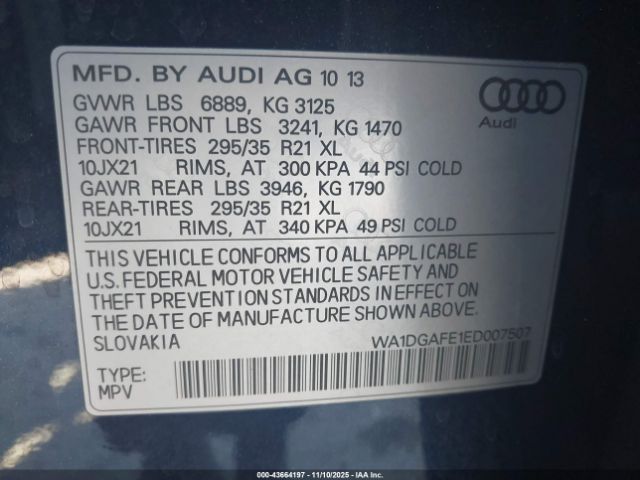 MFD. BY AUDI AG 10 13
Audi
GVWR LBS 6889, KG 3125
GAWR FRONT LBS 3241, KG 1470
FRONT-TIRES 295/35 R21 XL
10JX21 RIMS, AT 300 KPA 44 PSI COLD
GAWR REAR LBS 3946, KG 1790
REAR-TIRES 295/35 R21 XL
10JX21 RIMS, AT 340 KPA 49 PSI COLD
THIS VEHICLE CONFORMS TO ALL APPLICABLE
U.S. FEDERAL MOTOR VEHICLE SAFETY AND
THEFT PREVENTION STANDARDS IN EFFECT ON
THE DATE OF MANUFACTURE SHOWN ABOVE.
SLOVAKIA WA1DGAFE1ED007507
TYPE:
MPV
000-43664197 - 11/10/2025 - IAA Inc.